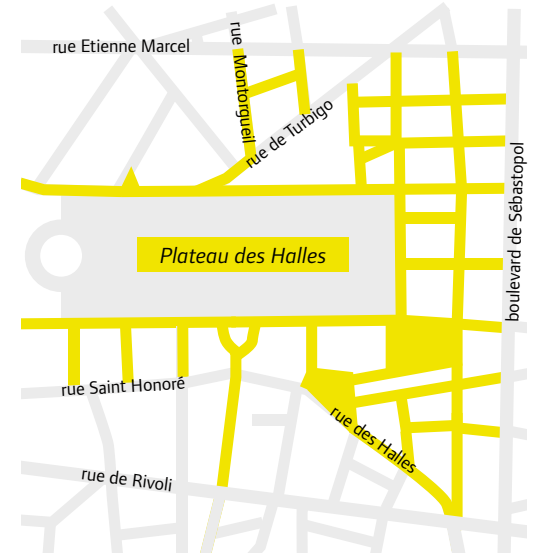 rue Etienne Marcel
rue Montorgueil
rue de Turbigo
boulevard de Sébastopol
Plateau des Halles
rue Saint Honoré
rue des Halles
rue de Rivoli